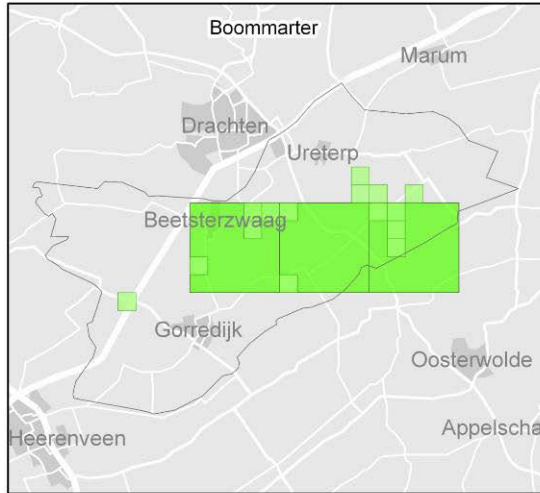 Boommarter
Marum
Drachten
Ureterp
Beetsterzwaag
Gorredijk
Oosterwolde
Appelscha
Heerenveen